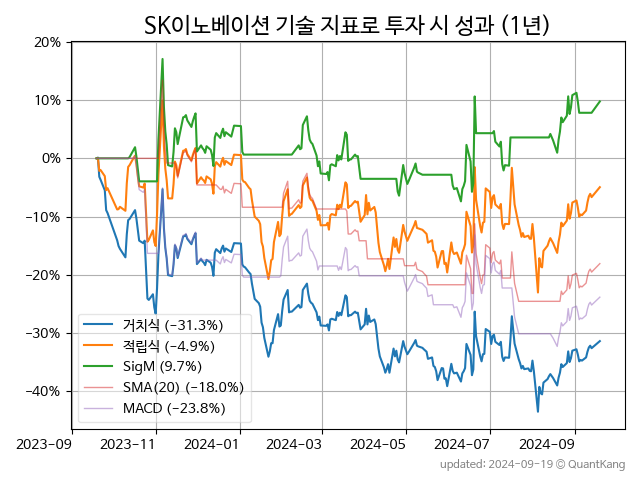 SK이노베이션 기술 지표로 투자 시 성과 (1년)
20%
10%
0%
−10%
−20%
−30%
−40%
거치식 (−31.3%)
적립식 (−4.9%)
SigM (9.7%)
SMA(20) (−18.0%)
MACD (−23.8%)
2023-09
2023-11
2024-01
2024-03
2024-05
2024-07
2024-09
updated: 2024-09-19 © QuantKang